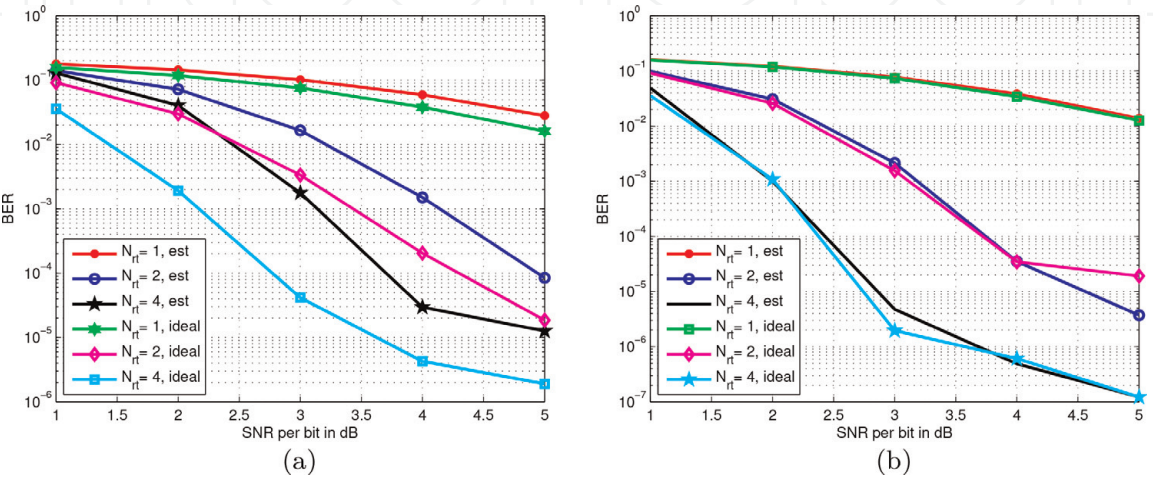 10^0
10^-1
10^-2
10^-3
10^-4
10^-5
10^-6
BER
N_rt= 1, est
N_rt= 2, est
N_rt= 4, est
N_rt= 1, ideal
N_rt= 2, ideal
N_rt= 4, ideal
1 1.5 2 2.5 3 3.5 4 4.5 5
SNR per bit in dB
(a)
10^0
10^-1
10^-2
10^-3
10^-4
10^-5
10^-6
10^-7
BER
N_rt= 1, est
N_rt= 2, est
N_rt= 4, est
N_rt= 1, ideal
N_rt= 2, ideal
N_rt= 4, ideal
1 1.5 2 2.5 3 3.5 4 4.5 5
SNR per bit in dB
(b)